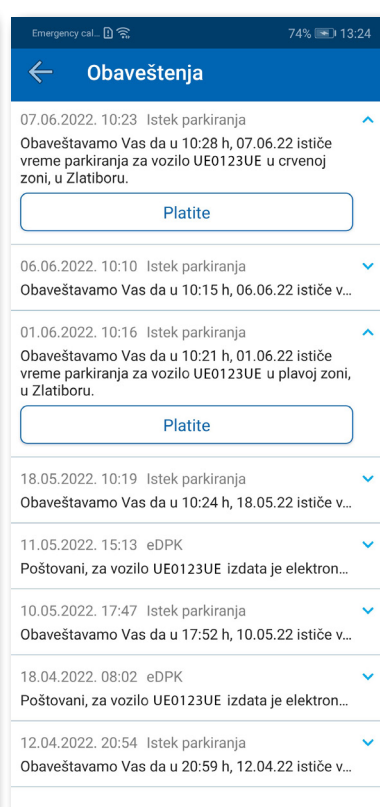 Emergency cal... 74% 13:24
Obaveštenja
07.06.2022. 10:23 Istek parkiranja
Obaveštavamo Vas da u 10:28 h, 07.06.22 ističe
vreme parkiranja za vozilo UE0123UE u crvenoj
zoni, u Zlatiboru.
Platite
06.06.2022. 10:10 Istek parkiranja
Obaveštavamo Vas da u 10:15 h, 06.06.22 ističe v...
01.06.2022. 10:16 Istek parkiranja
Obaveštavamo Vas da u 10:21 h, 01.06.22 ističe
vreme parkiranja za vozilo UE0123UE u plavoj zoni,
u Zlatiboru.
Platite
18.05.2022. 10:19 Istek parkiranja
Obaveštavamo Vas da u 10:24 h, 18.05.22 ističe v...
11.05.2022. 15:13 eDPK
Poštovani, za vozilo UE0123UE izdata je elektron...
10.05.2022. 17:47 Istek parkiranja
Obaveštavamo Vas da u 17:52 h, 10.05.22 ističe v...
18.04.2022. 08:02 eDPK
Poštovani, za vozilo UE0123UE izdata je elektron...
12.04.2022. 20:54 Istek parkiranja
Obaveštavamo Vas da u 20:59 h, 12.04.22 ističe v...